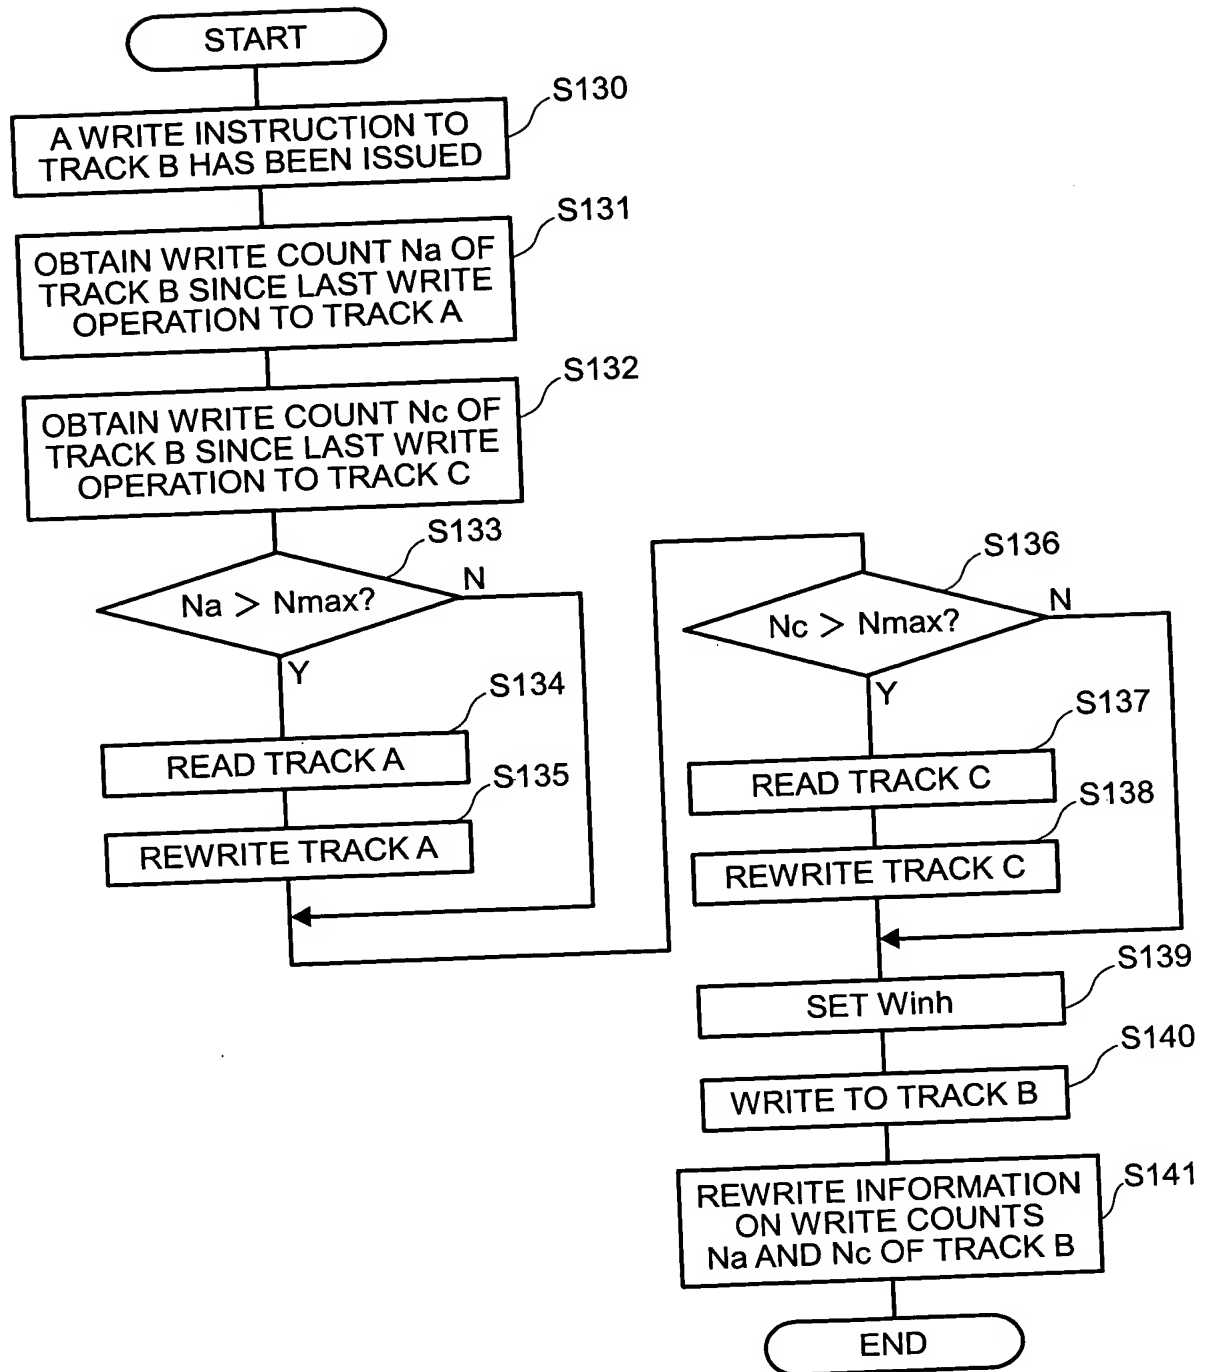 START
S130
A WRITE INSTRUCTION TO
TRACK B HAS BEEN ISSUED
S131
OBTAIN WRITE COUNT Na OF
TRACK B SINCE LAST WRITE
OPERATION TO TRACK A
S132
OBTAIN WRITE COUNT Nc OF
TRACK B SINCE LAST WRITE
OPERATION TO TRACK C
S133
Na > Nmax?
N
Y
S134
READ TRACK A
S135
REWRITE TRACK A
S136
Nc > Nmax?
N
Y
S137
READ TRACK C
S138
REWRITE TRACK C
S139
SET Winh
S140
WRITE TO TRACK B
S141
REWRITE INFORMATION
ON WRITE COUNTS
Na AND Nc OF TRACK B
END